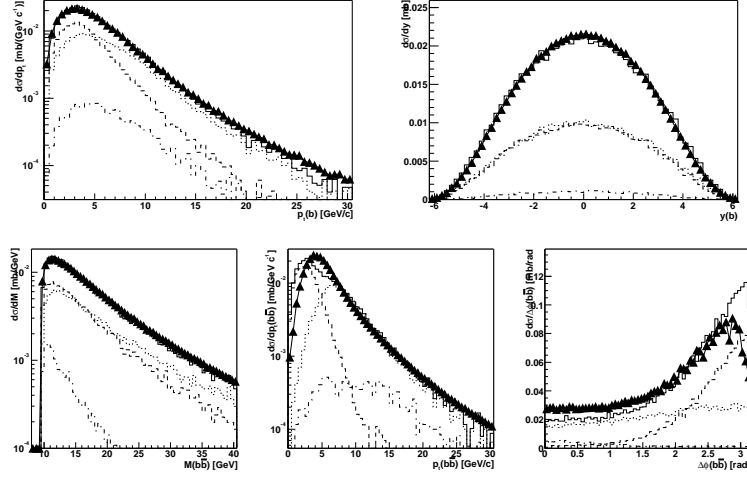 dσ/dp_t [mb/(GeV c⁻¹)]
10⁻²
10⁻³
10⁻⁴
0 5 10 15 20 25 30
p_t(b) [GeV/c]
dσ/dy [mb]
0.025
0.02
0.015
0.01
0.005
0
-6 -4 -2 0 2 4 6
y(b)
dσ/dM [mb/GeV]
10⁻²
10⁻³
10⁻⁴
10 15 20 25 30 35 40
M(bb̅) [GeV]
dσ/dp_t(bb̅) [mb/GeV c⁻¹]
10⁻²
10⁻³
10⁻⁴
0 5 10 15 20 25 30
p_t(bb̅) [GeV/c]
dσ/Δϕ(bb̅) [mb/rad
0.12
0.1
0.08
0.06
0.04
0.02
0
0 0.5 1 1.5 2 2.5 3
Δϕ(bb̅) [rad]